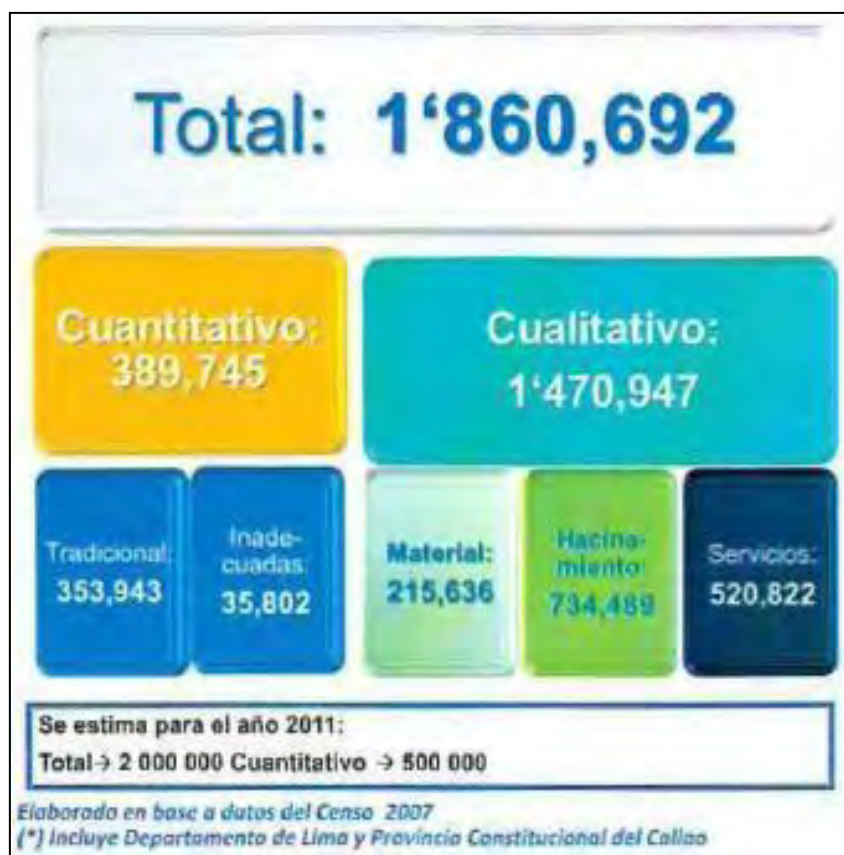 Total: 1‘860,692
Cuantitativo:
389,745
Cualitativo:
1‘470,947
Tradicional:
353,943
Inade-
cuadas:
35,802
Material:
215,636
Hacina-
miento:
734,489
Servicios:
520,822
Se estima para el año 2011:
Total→ 2 000 000 Cuantitativo → 500 000
Elaborado en base a datos del Censo 2007
(*) Incluye Departamento de Lima y Provincia Constitucional del Callao